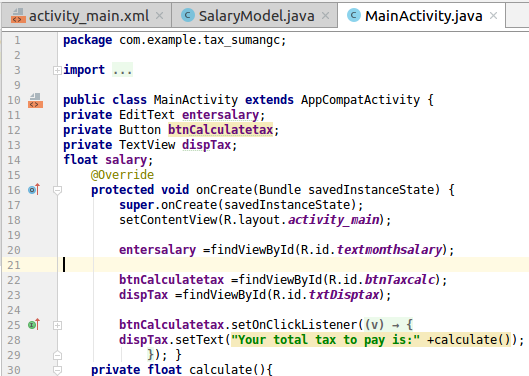 activity_main.xml × SalaryModel.java × MainActivity.java ×
1 package com.example.tax_sumangc;
2
3 import ...
9
10 public class MainActivity extends AppCompatActivity {
11 private EditText entersalary;
12 private Button btnCalculatetax;
13 private TextView dispTax;
14 float salary;
15 @Override
16 protected void onCreate(Bundle savedInstanceState) {
17 super.onCreate(savedInstanceState);
18 setContentView(R.layout.activity_main);
19
20 entersalary =findViewById(R.id.textmonthsalary);
21
22 btnCalculatetax =findViewById(R.id.btnTaxcalc);
23 dispTax =findViewById(R.id.txtDisptax);
24
25 btnCalculatetax.setOnClickListener((v) → {
28 dispTax.setText("Your total tax to pay is:" +calculate());
29 }); }
30 private float calculate(){